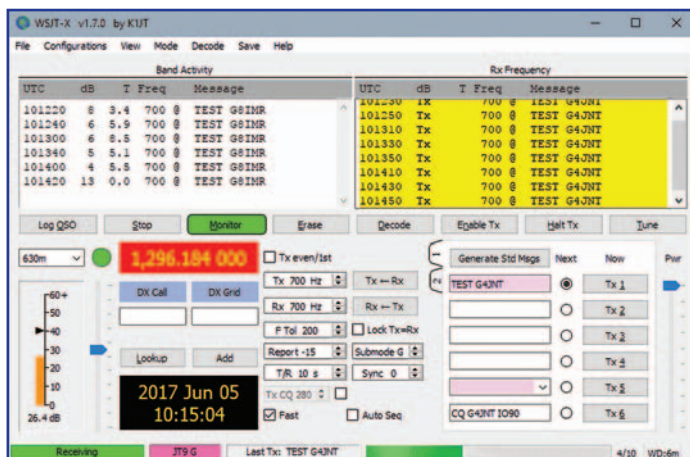 WSJT-X v1.7.0 by K1JT
File Configurations View Mode Decode Save Help
Band Activity
UTC dB T Freq Message
101220 8 3.4 700 @ TEST G8IMR
101240 6 5.9 700 @ TEST G8IMR
101300 6 8.5 700 @ TEST G8IMR
101340 5 5.1 700 @ TEST G8IMR
101400 4 5.5 700 @ TEST G8IMR
101420 13 0.0 700 @ TEST G8IMR
Rx Frequency
UTC dB T Freq Message
101230 Tx 700 @ TEST G4JNT
101250 Tx 700 @ TEST G4JNT
101310 Tx 700 @ TEST G4JNT
101330 Tx 700 @ TEST G4JNT
101350 Tx 700 @ TEST G4JNT
101410 Tx 700 @ TEST G4JNT
101430 Tx 700 @ TEST G4JNT
101450 Tx 700 @ TEST G4JNT
Log QSO Stop Monitor Erase Decode Enable Tx Halt Tx Tune
630m
1,296.184 000
DX Call DX Grid
Lookup Add
2017 Jun 05
10:15:04
60+
50
40
30
20
10
0
26.4 dB
Tx even/1st
Tx 700 Hz Tx ← Rx
Rx 700 Hz Rx ← Tx
F Tol 200 Lock Tx=Rx
Report -15 Submode G
T/R 10 s Sync 0
Tx CQ 280
Fast Auto Seq
1
2
Generate Std Msgs Next Now Pwr
TEST G4JNT Tx 1
Tx 2
Tx 3
Tx 4
Tx 5
CQ G4JNT IO90 Tx 6
Receiving JT9 G Last Tx: TEST G4JNT 4/10 WD:6m